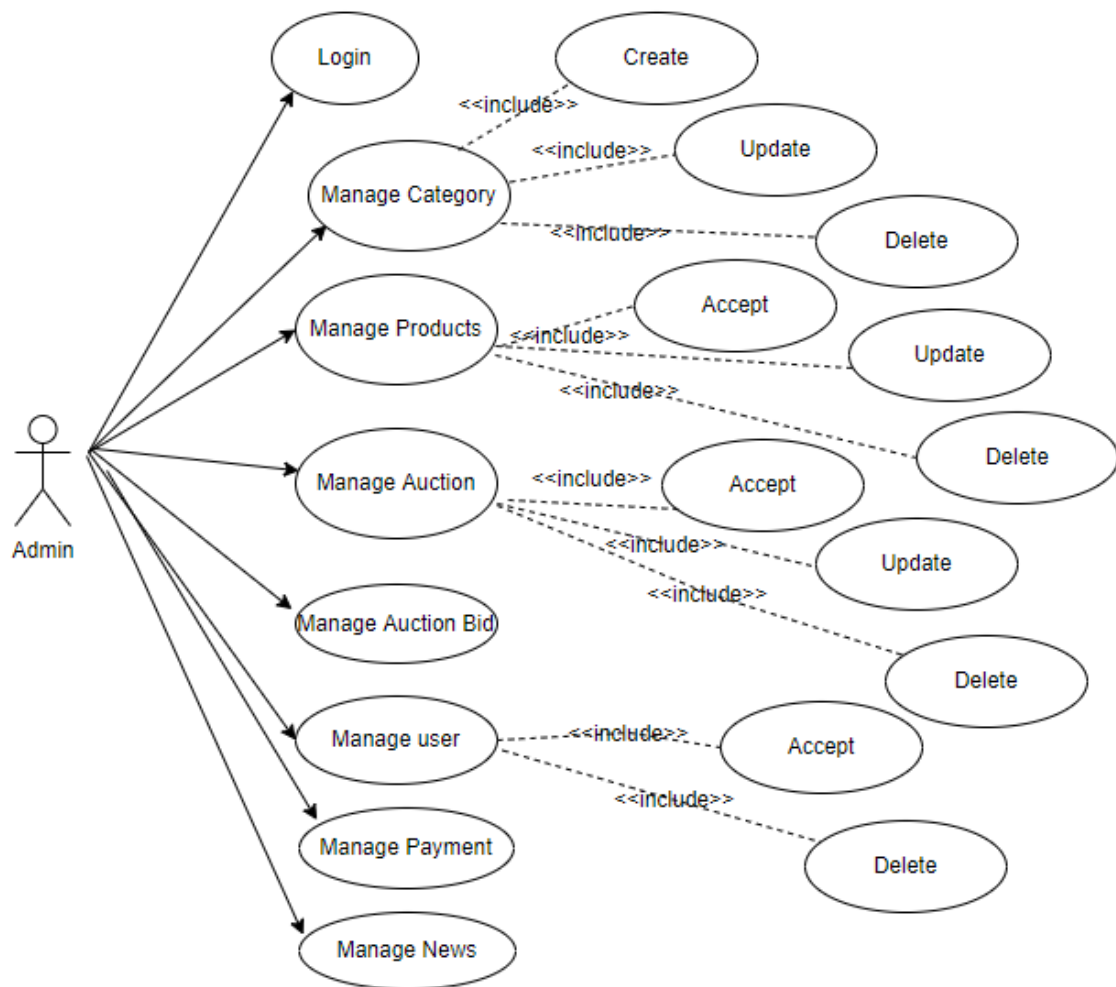 Login
Create
<<include>>
<<include>>
Update
Manage Category
<<include>>
Delete
Accept
Manage Products
<<include>>
Update
<<include>>
Delete
Manage Auction
<<include>>
Accept
<<include>>
Update
Admin
<<include>>
Manage Auction Bid
Delete
Manage user
<<include>>
Accept
<<include>>
Manage Payment
Delete
Manage News